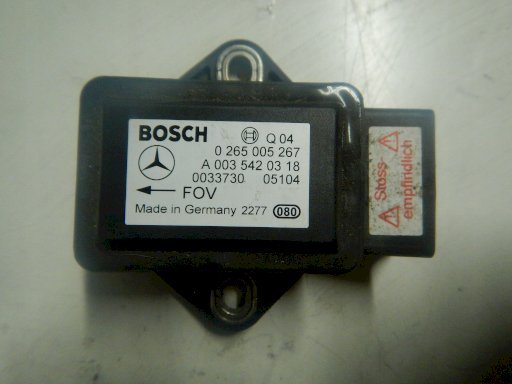 BOSCH Q 04
0 265 005 267
A 003 542 03 18
0033730 05104
FOV
Made in Germany 2277 080
Stoss-
empfindlich